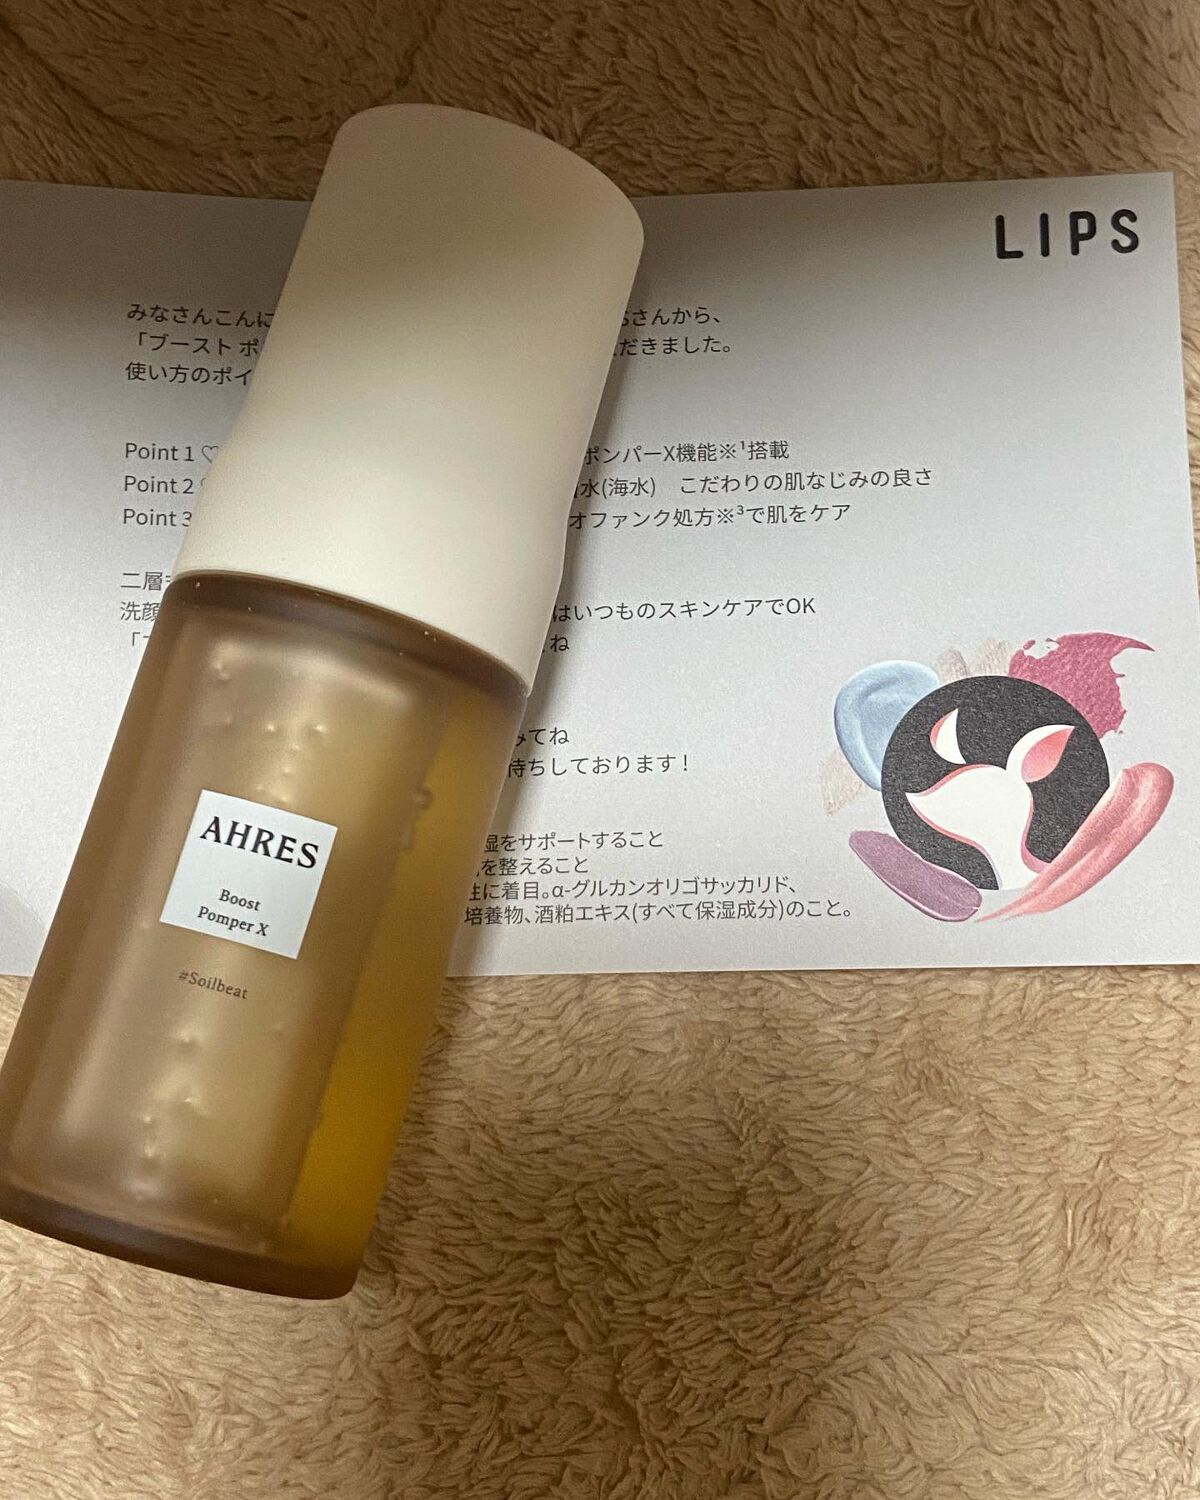 LIPS
みなさんこんに さんから、
「ブースト ポ だきました。
使い方のポイ
Point 1♡ ポンパーX機能※¹搭載
Point 2 水(海水) こだわりの肌なじみの良さ
Point 3 オファンク処方※³で肌をケア
二層
洗顔 はいつものスキンケアでOK
ね
みてね
待ちしております！
湿をサポートすること
を整えること
性に着目。α-グルカンオリゴサッカリド、
培養物、酒粕エキス(すべて保湿成分)のこと。
AHRES
Boost
Pomper X
#Soilbeat